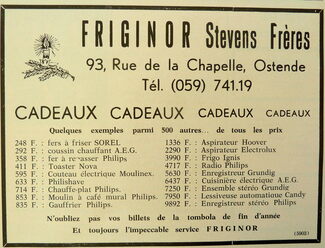 FRIGINOR Stevens Frères
93, Rue de la Chapelle, Ostende
Tél. (059) 741.19
CADEAUX CADEAUX CADEAUX CADEAUX
Quelques exemples parmi 500 autres... de tous les prix
248 F. : fers à friser SOREL
292 F. : coussin chauffant A.E.G.
358 F. : fer à repasser Philips
411 F. : Toaster Nova
595 F. : Couteau électrique Moulinex.
633 F. : Philishave
714 F. : Chauffe-plat Philips.
853 F. : Moulin à café mural Philips
835 F. : Gauffrier Philips.
1336 F. : Aspirateur Hoover
2290 F. : Aspirateur Electrolux
3990 F. : Frigo Ignis
4717 F. : Radio Philips
5630 F. : Enregistreur Grundig
6437 F. : Cuisinière électrique A.E.G.
7250 F. : Ensemble stéréo Grundig
7950 F. : Lessiveuse automatique Candy
9892 F. : Enregistreur stéréo Philips
N'oubliez pas vos billets de la tombola de fin d'année
Et toujours l'impeccable service FRIGINOR